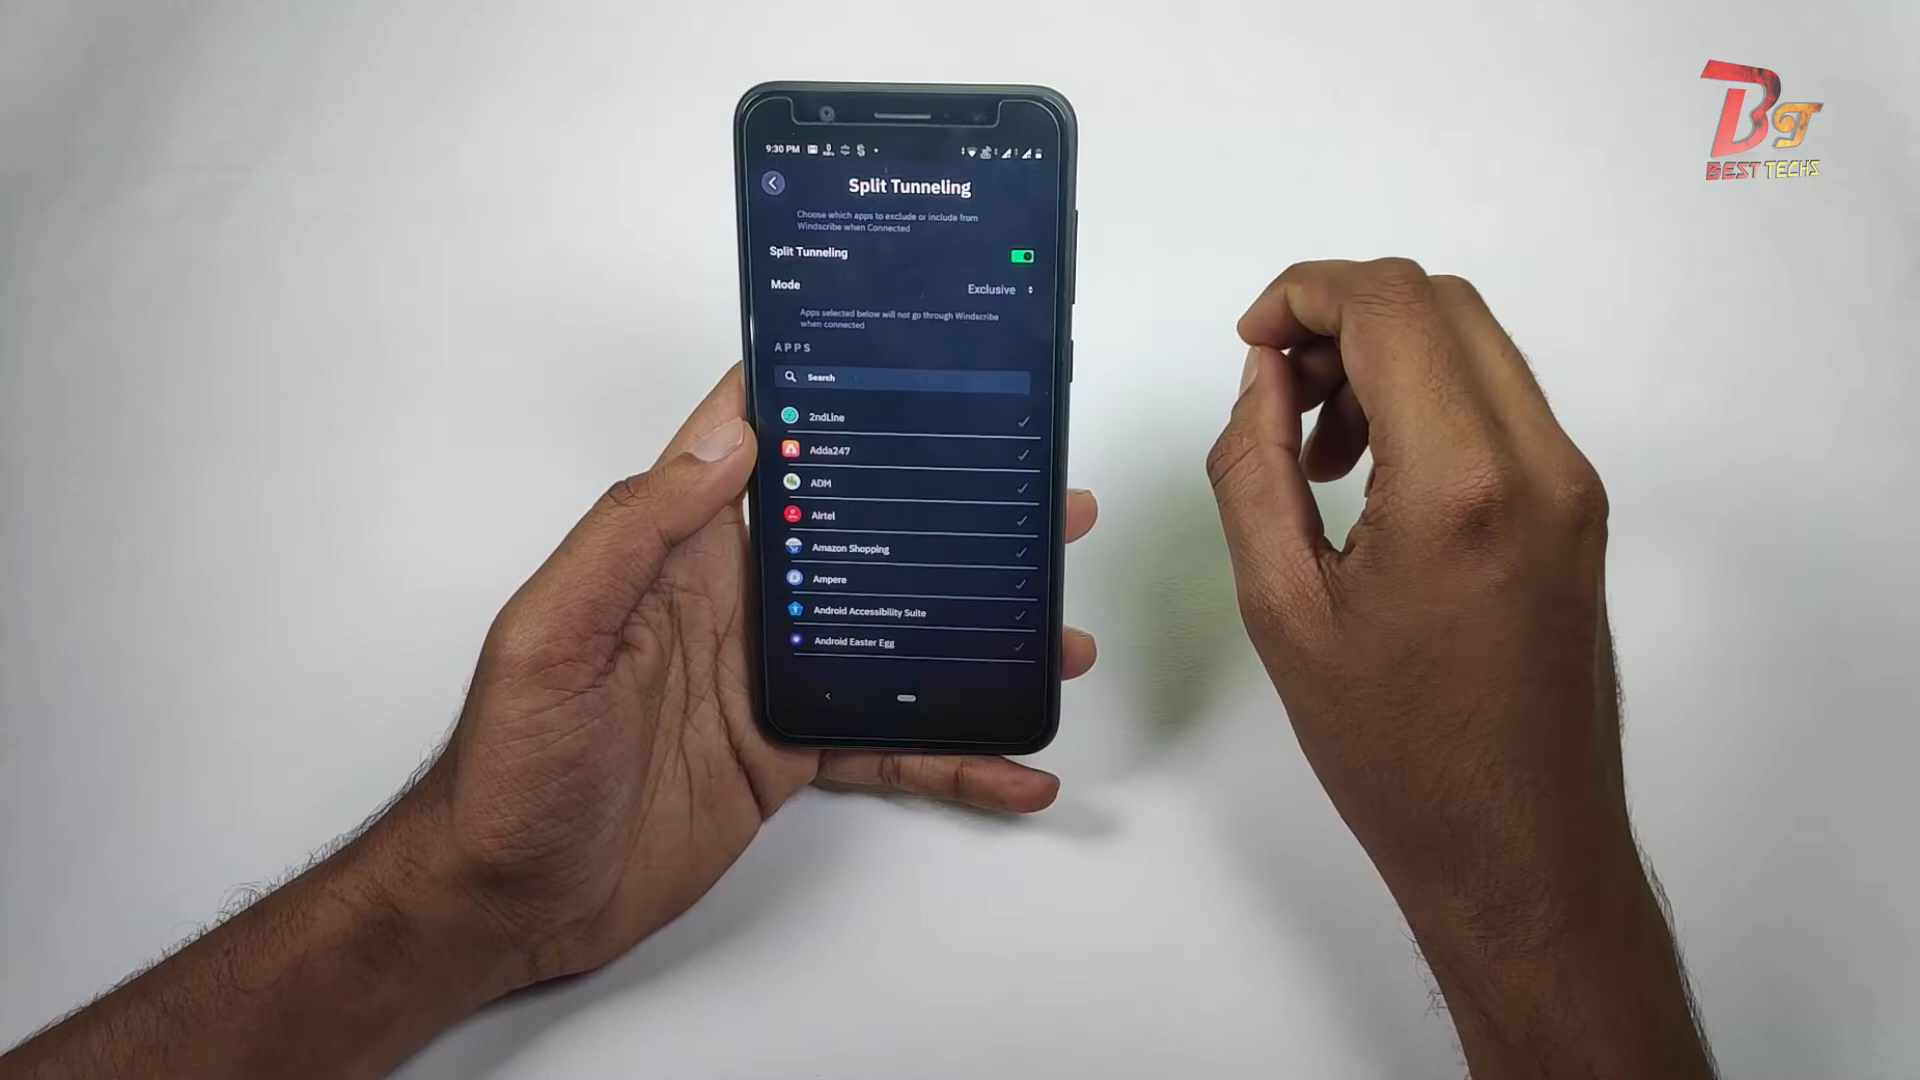 9:30 PM
Split Tunneling
Choose which apps to exclude or include from
Windscribe when Connected
Split Tunneling
Mode
Exclusive
Apps selected below will not go through Windscribe
when connected
APPS
Search
2ndLine
Adda247
ADM
Airtel
Amazon Shopping
Ampere
Android Accessibility Suite
Android Easter Egg
BT
BEST TECHS